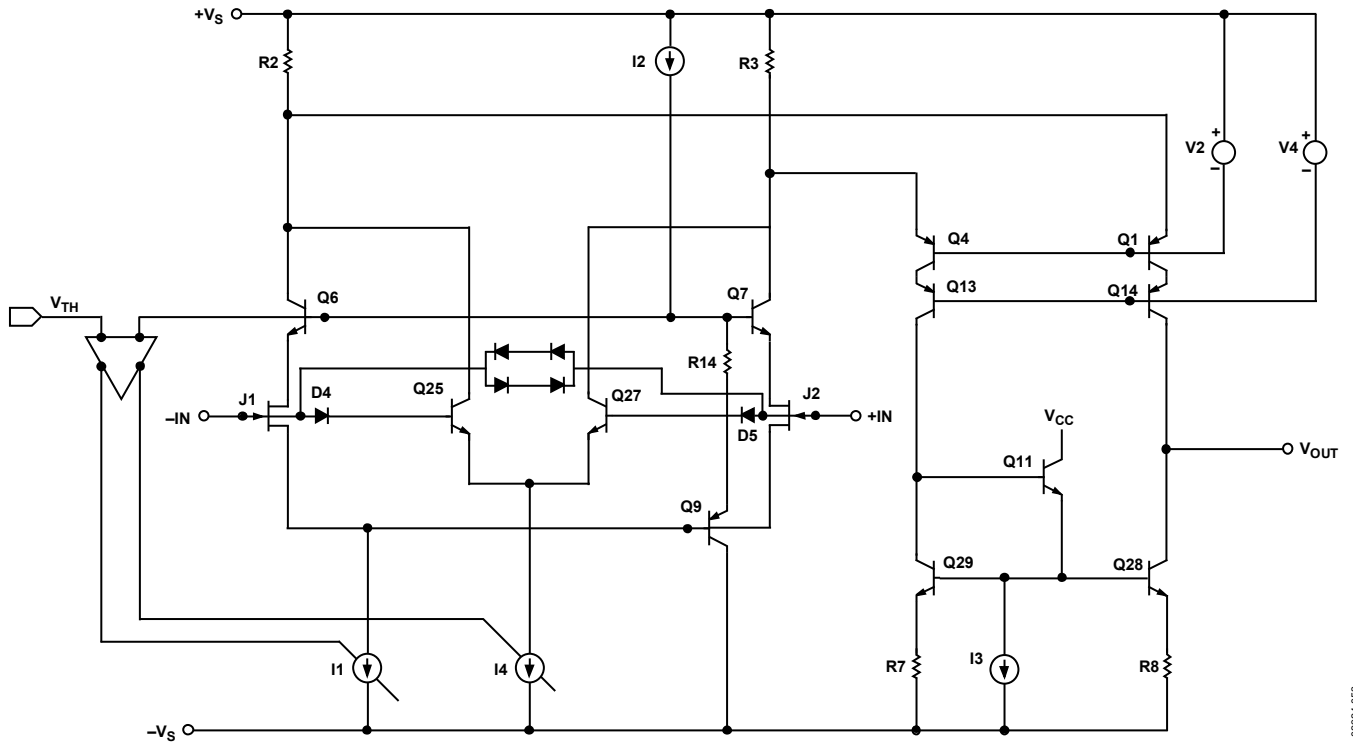 +VS
R2
I2
R3
V2
+
–
V4
+
–
Q4
Q1
Q13
Q14
VTH
Q6
Q7
R14
J1
D4
Q25
Q27
J2
–IN
D5
+IN
VCC
VOUT
Q11
Q9
Q29
Q28
I1
I4
R7
I3
R8
–VS